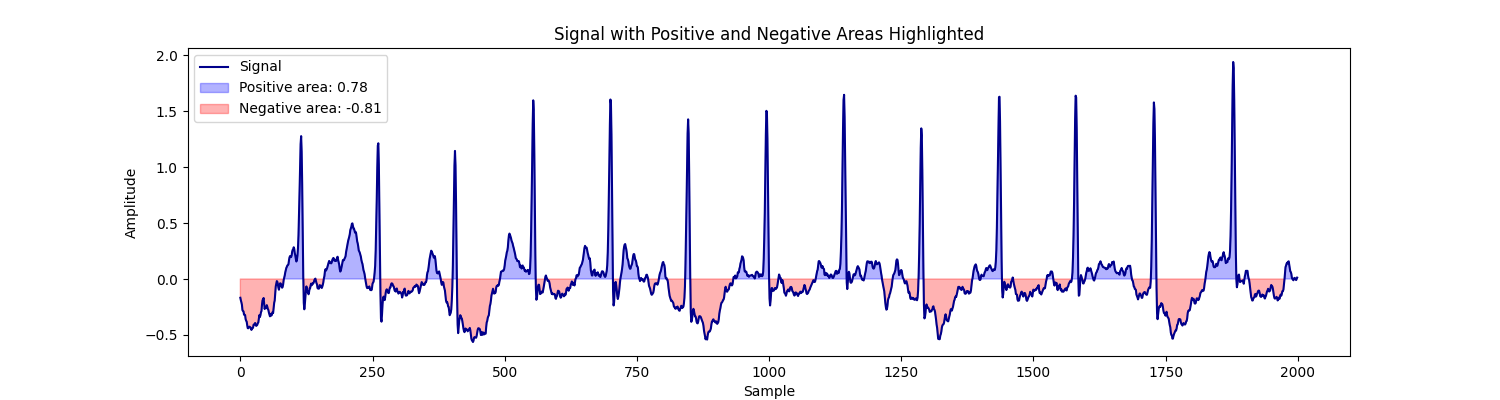 Signal with Positive and Negative Areas Highlighted
Signal
Positive area: 0.78
Negative area: -0.81
Amplitude
2.0
1.5
1.0
0.5
0.0
−0.5
0 250 500 750 1000 1250 1500 1750 2000
Sample